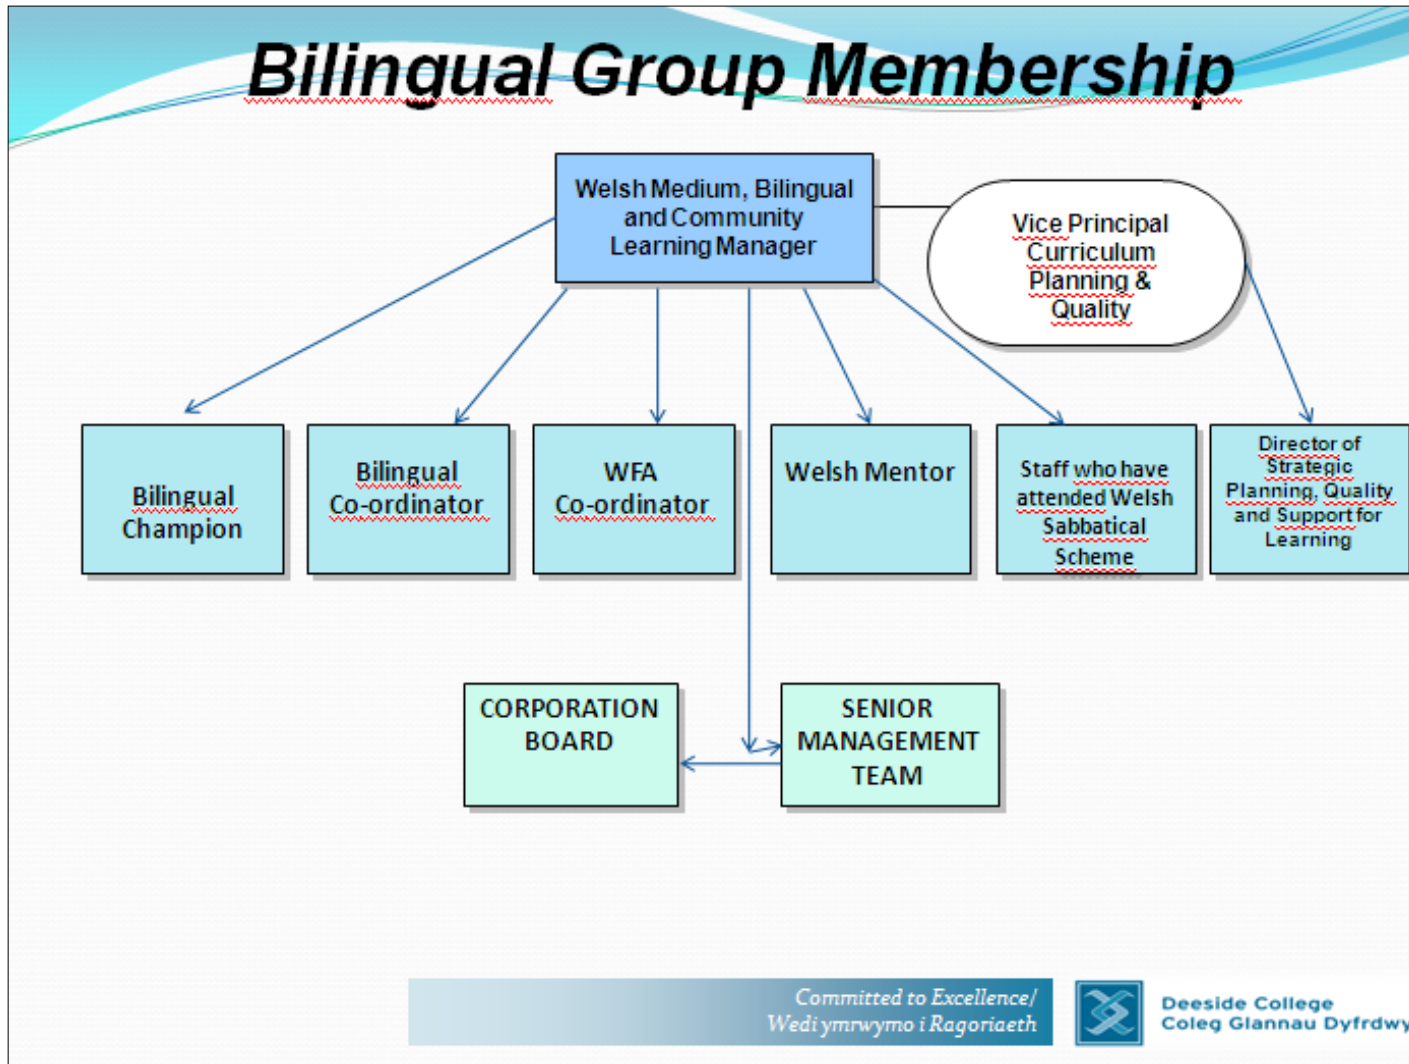 Bilingual Group Membership
Welsh Medium, Bilingual
and Community
Learning Manager
Vice Principal
Curriculum
Planning &
Quality
Bilingual
Champion
Bilingual
Co-ordinator
WFA
Co-ordinator
Welsh Mentor
Staff who have
attended Welsh
Sabbatical
Scheme
Director of
Strategic
Planning, Quality
and Support for
Learning
CORPORATION
BOARD
SENIOR
MANAGEMENT
TEAM
Committed to Excellence/
Wedi ymrwymo i Ragoriaeth
Deeside College
Coleg Glannau Dyfrdwy